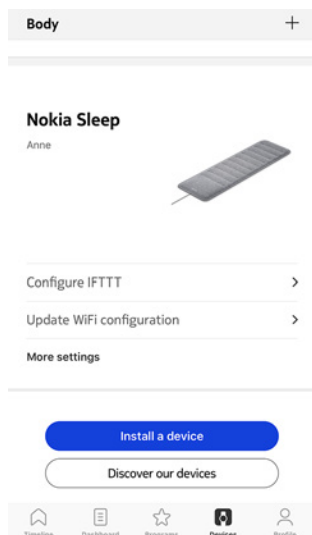 Body
Nokia Sleep
Anne
Configure IFTTT
Update WiFi configuration
More settings
Install a device
Discover our devices
Timeline Dashboard Programs Devices Profile